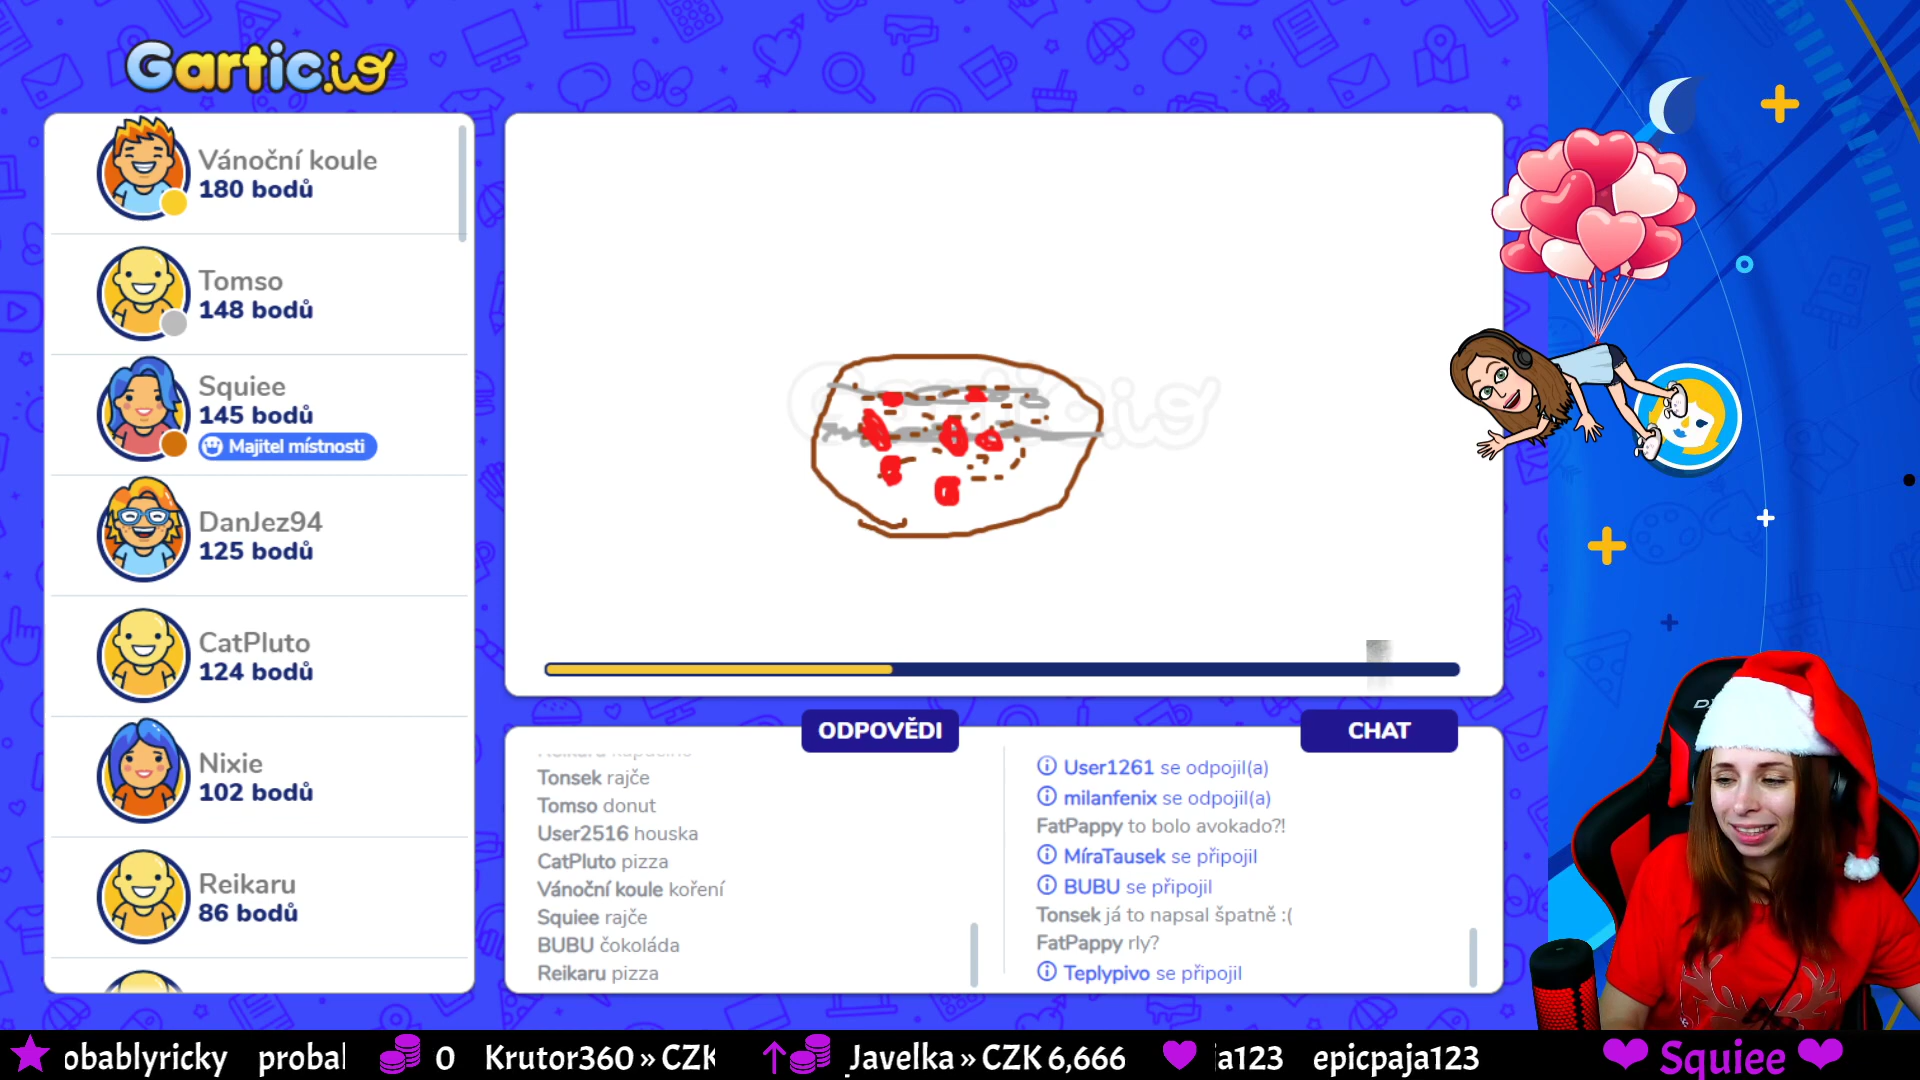 Gartic.io
Vánoční koule
180 bodů
Tomso
148 bodů
Squiee
145 bodů
Majitel místnosti
DanJez94
125 bodů
CatPluto
124 bodů
Nixie
102 bodů
Reikaru
86 bodů
Gartic.io
ODPOVĚDI
Tonsek rajče
Tomso donut
User2516 houska
CatPluto pizza
Vánoční koule koření
Squiee rajče
BUBU čokoláda
Reikaru pizza
CHAT
User1261 se odpojil(a)
milanfenix se odpojil(a)
FatPappy to bolo avokado?!
MíraTausek se připojil
BUBU se připojil
Tonsek já to napsal špatně :(
FatPappy rly?
Teplypivo se připojil
obablyricky probal 0 Krutor360 » CZK Javelka » CZK 6,666 a123 epicpaja123 Squiee